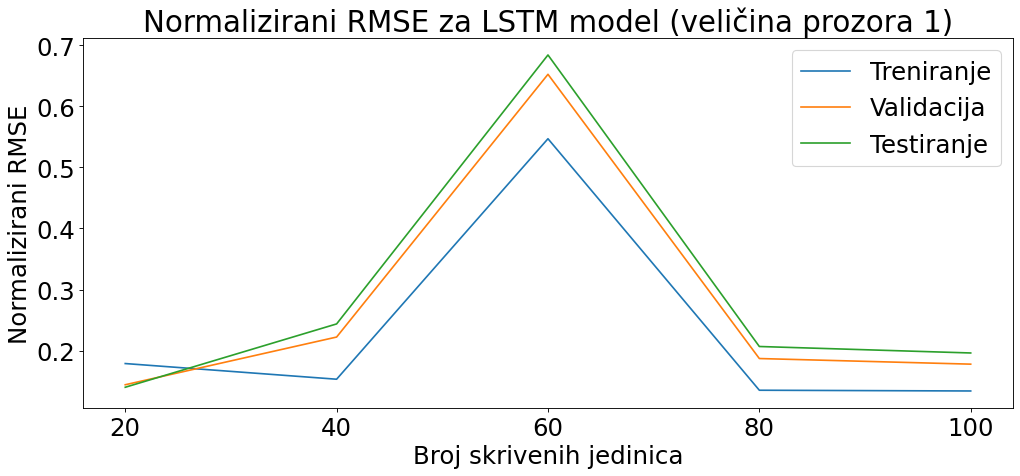 Normalizirani RMSE za LSTM model (veličina prozora 1)
Normalizirani RMSE
0.7
0.6
0.5
0.4
0.3
0.2
Treniranje
Validacija
Testiranje
20 40 60 80 100
Broj skrivenih jedinica